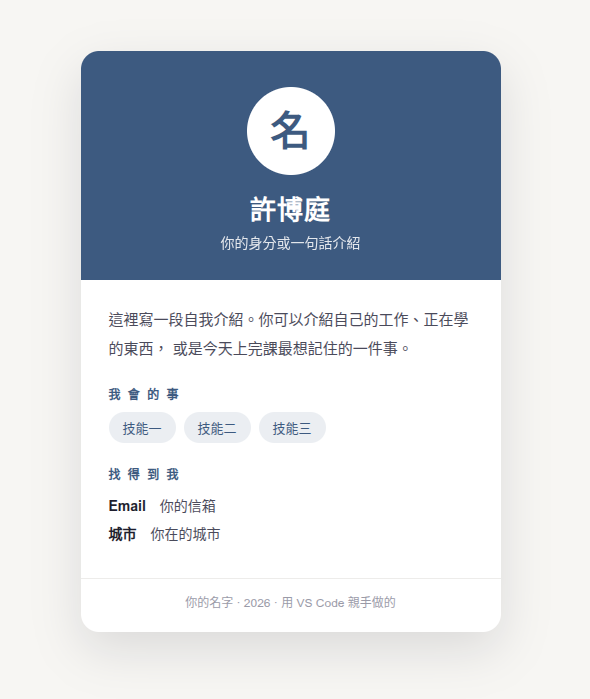 名
許博庭
你的身分或一句話介紹
這裡寫一段自我介紹。你可以介紹自己的工作、正在學
的東西， 或是今天上完課最想記住的一件事。
我會的事
技能一 技能二 技能三
找得到我
Email 你的信箱
城市 你在的城市
你的名字 · 2026 · 用 VS Code 親手做的